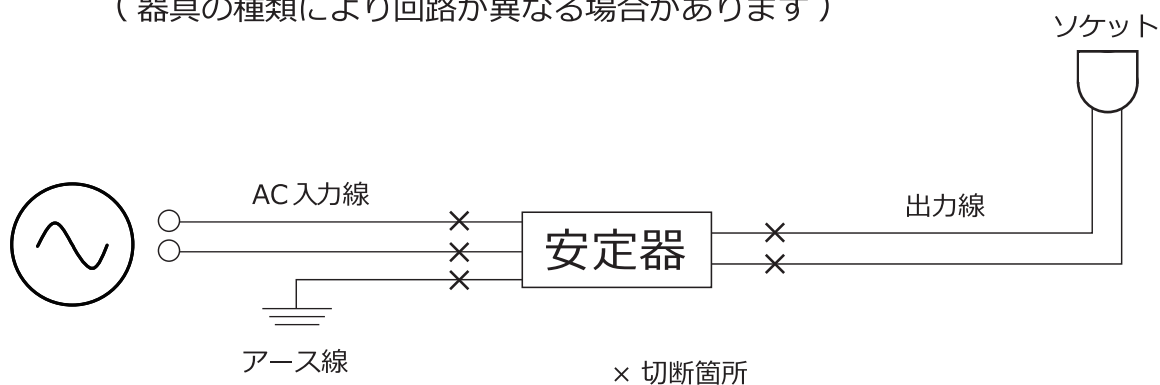 ( 器具の種類により回路が異なる場合があります )
ソケット
AC 入力線
出力線
安定器
アース線
× 切断箇所